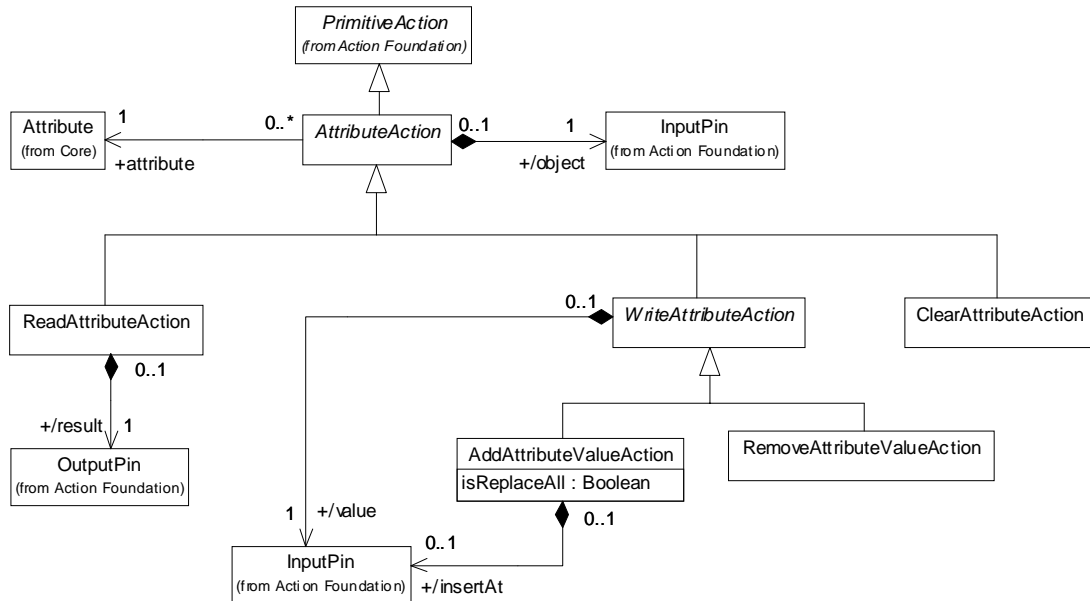 PrimitiveAction
(from Action Foundation)
Attribute
(from Core)
1
+attribute
0..*
AttributeAction
0..1
1
+/object
InputPin
(from Action Foundation)
ReadAttributeAction
0..1
+/result
1
OutputPin
(from Action Foundation)
0..1
WriteAttributeAction
ClearAttributeAction
AddAttributeValueAction
isReplaceAll : Boolean
RemoveAttributeValueAction
0..1
1
+/value
0..1
+/insertAt
InputPin
(from Action Foundation)